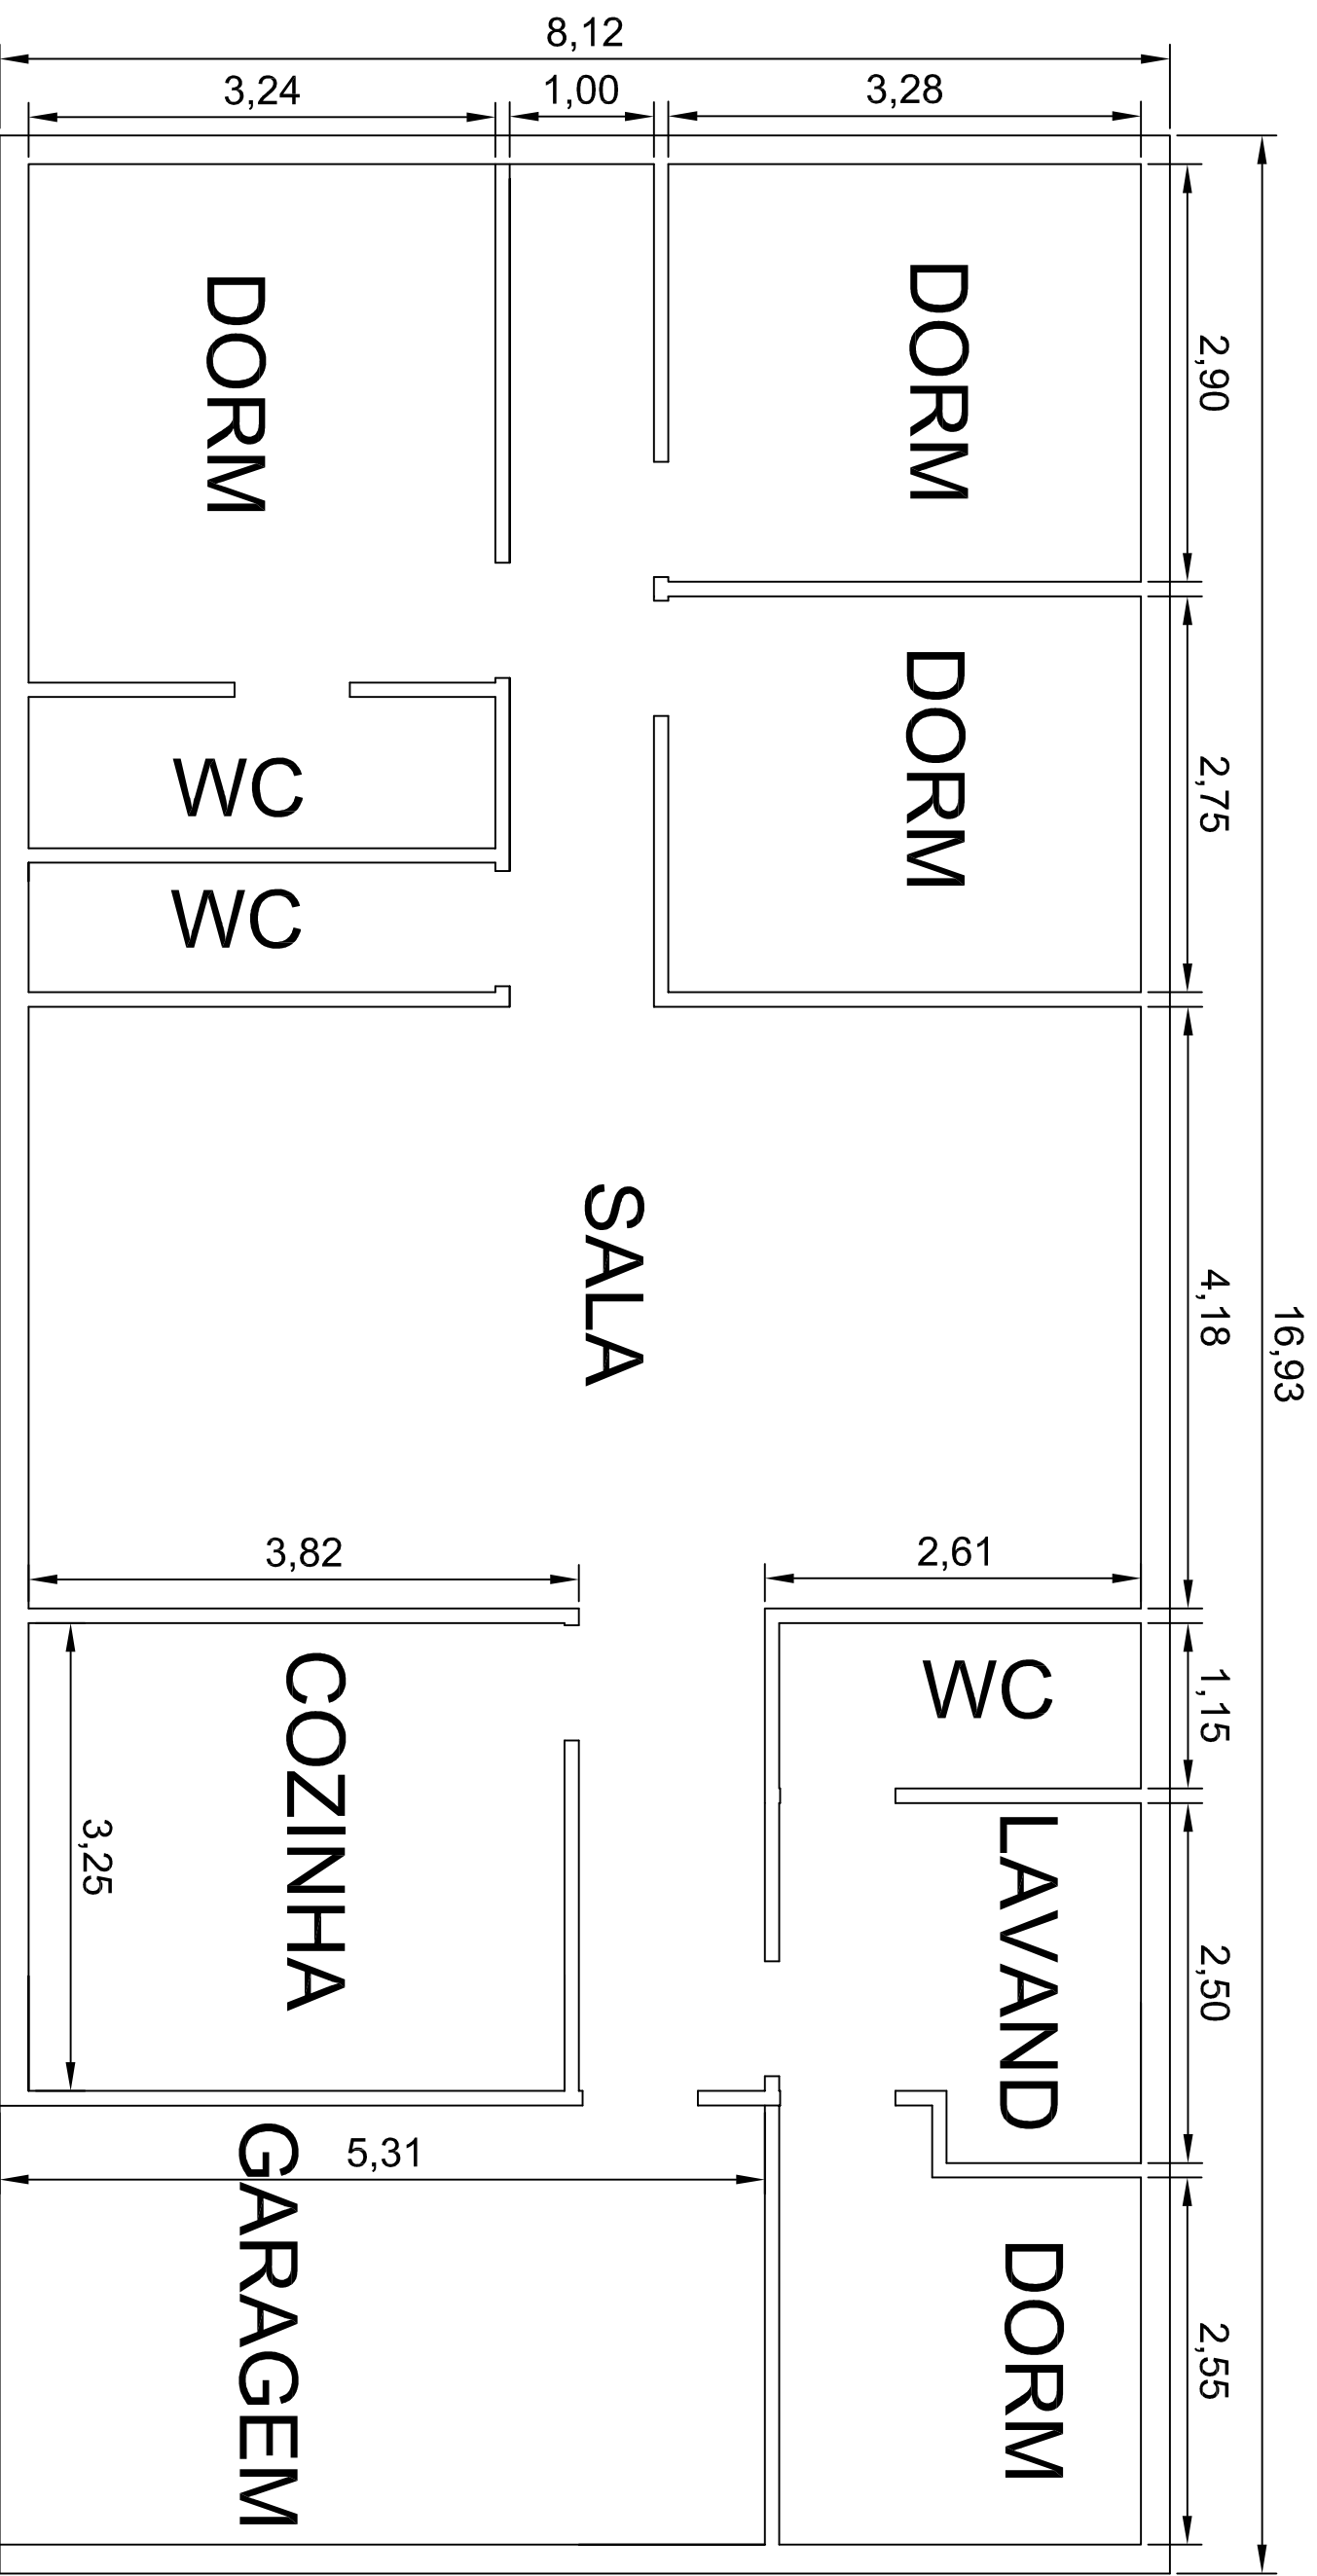 8,12
3,24
1,00
3,28
DORM
DORM
2,90
DORM
2,75
WC
WC
SALA
4,18
16,93
3,82
2,61
COZINHA
WC
1,15
3,25
LAVAND
2,50
GARAGEM
5,31
DORM
2,55